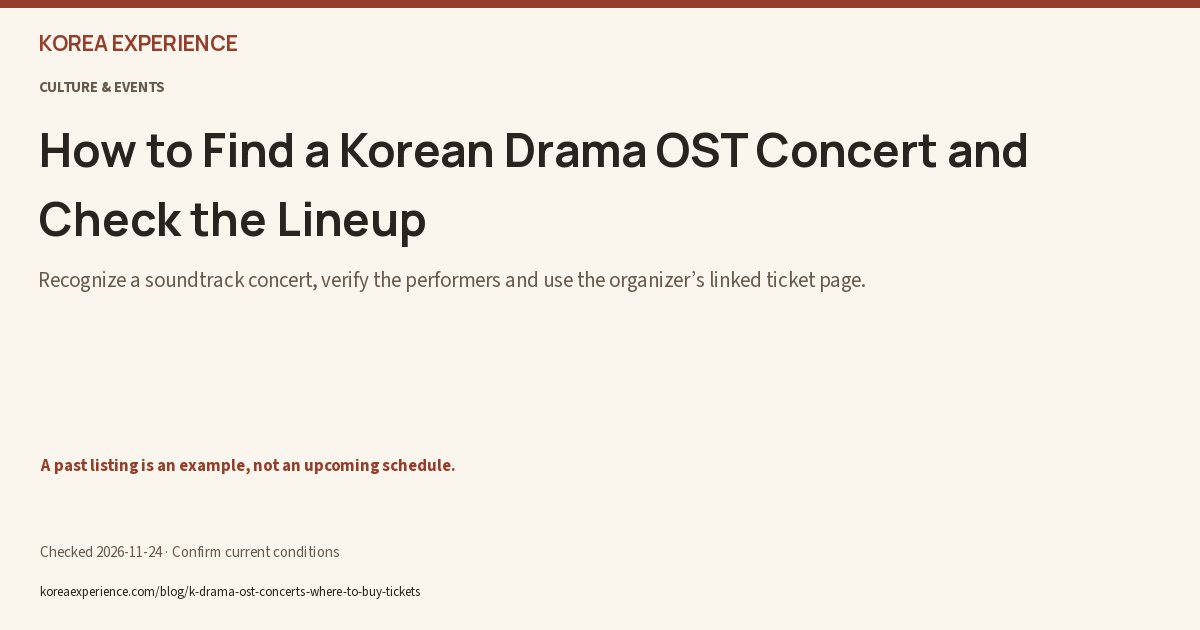 KOREA EXPERIENCE
CULTURE & EVENTS
How to Find a Korean Drama OST Concert and
Check the Lineup
Recognize a soundtrack concert, verify the performers and use the organizer’s linked ticket page.
A past listing is an example, not an upcoming schedule.
Checked 2026-11-24 · Confirm current conditions
koreaexperience.com/blog/k-drama-ost-concerts-where-to-buy-tickets